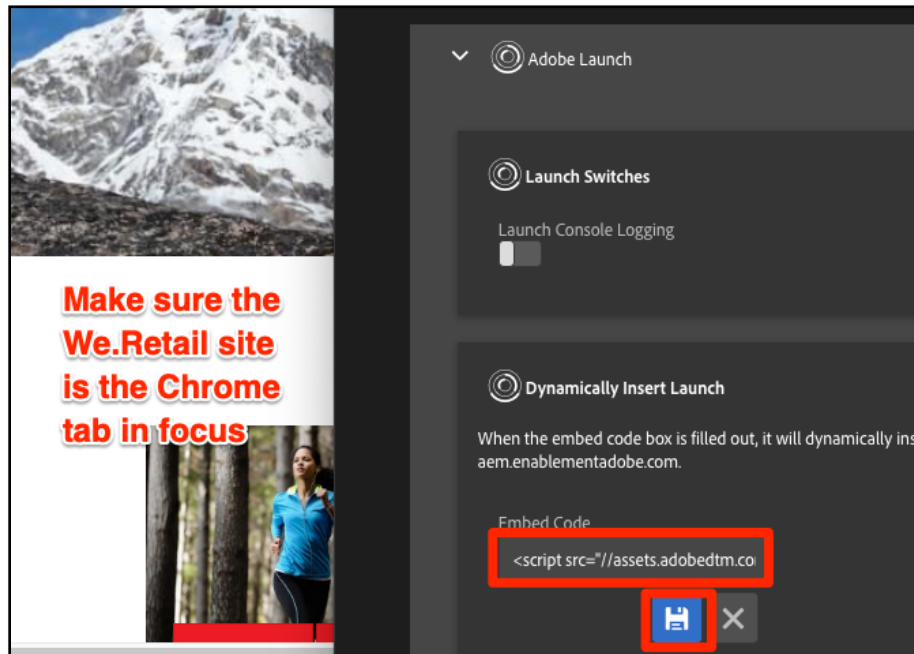 Adobe Launch
Launch Switches
Launch Console Logging
Make sure the
We.Retail site
is the Chrome
tab in focus
Dynamically Insert Launch
When the embed code box is filled out, it will dynamically ins
aem.enablementadobe.com.
Embed Code
<script src="//assets.adobedtm.co